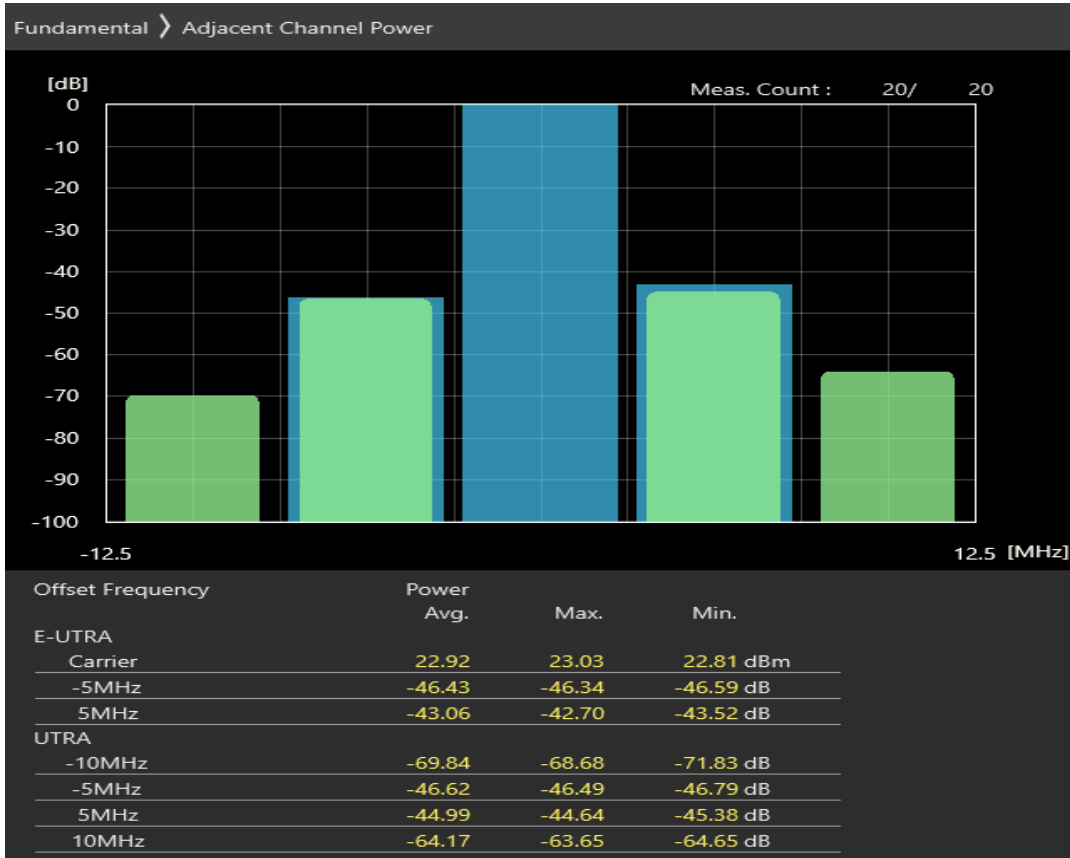 Fundamental 〉 Adjacent Channel Power
[dB]
Meas. Count : 20/ 20
0
-10
-20
-30
-40
-50
-60
-70
-80
-90
-100
-12.5 12.5 [MHz]
Offset Frequency Power
Avg. Max. Min.
E-UTRA
Carrier 22.92 23.03 22.81 dBm
-5MHz -46.43 -46.34 -46.59 dB
5MHz -43.06 -42.70 -43.52 dB
UTRA
-10MHz -69.84 -68.68 -71.83 dB
-5MHz -46.62 -46.49 -46.79 dB
5MHz -44.99 -44.64 -45.38 dB
10MHz -64.17 -63.65 -64.65 dB